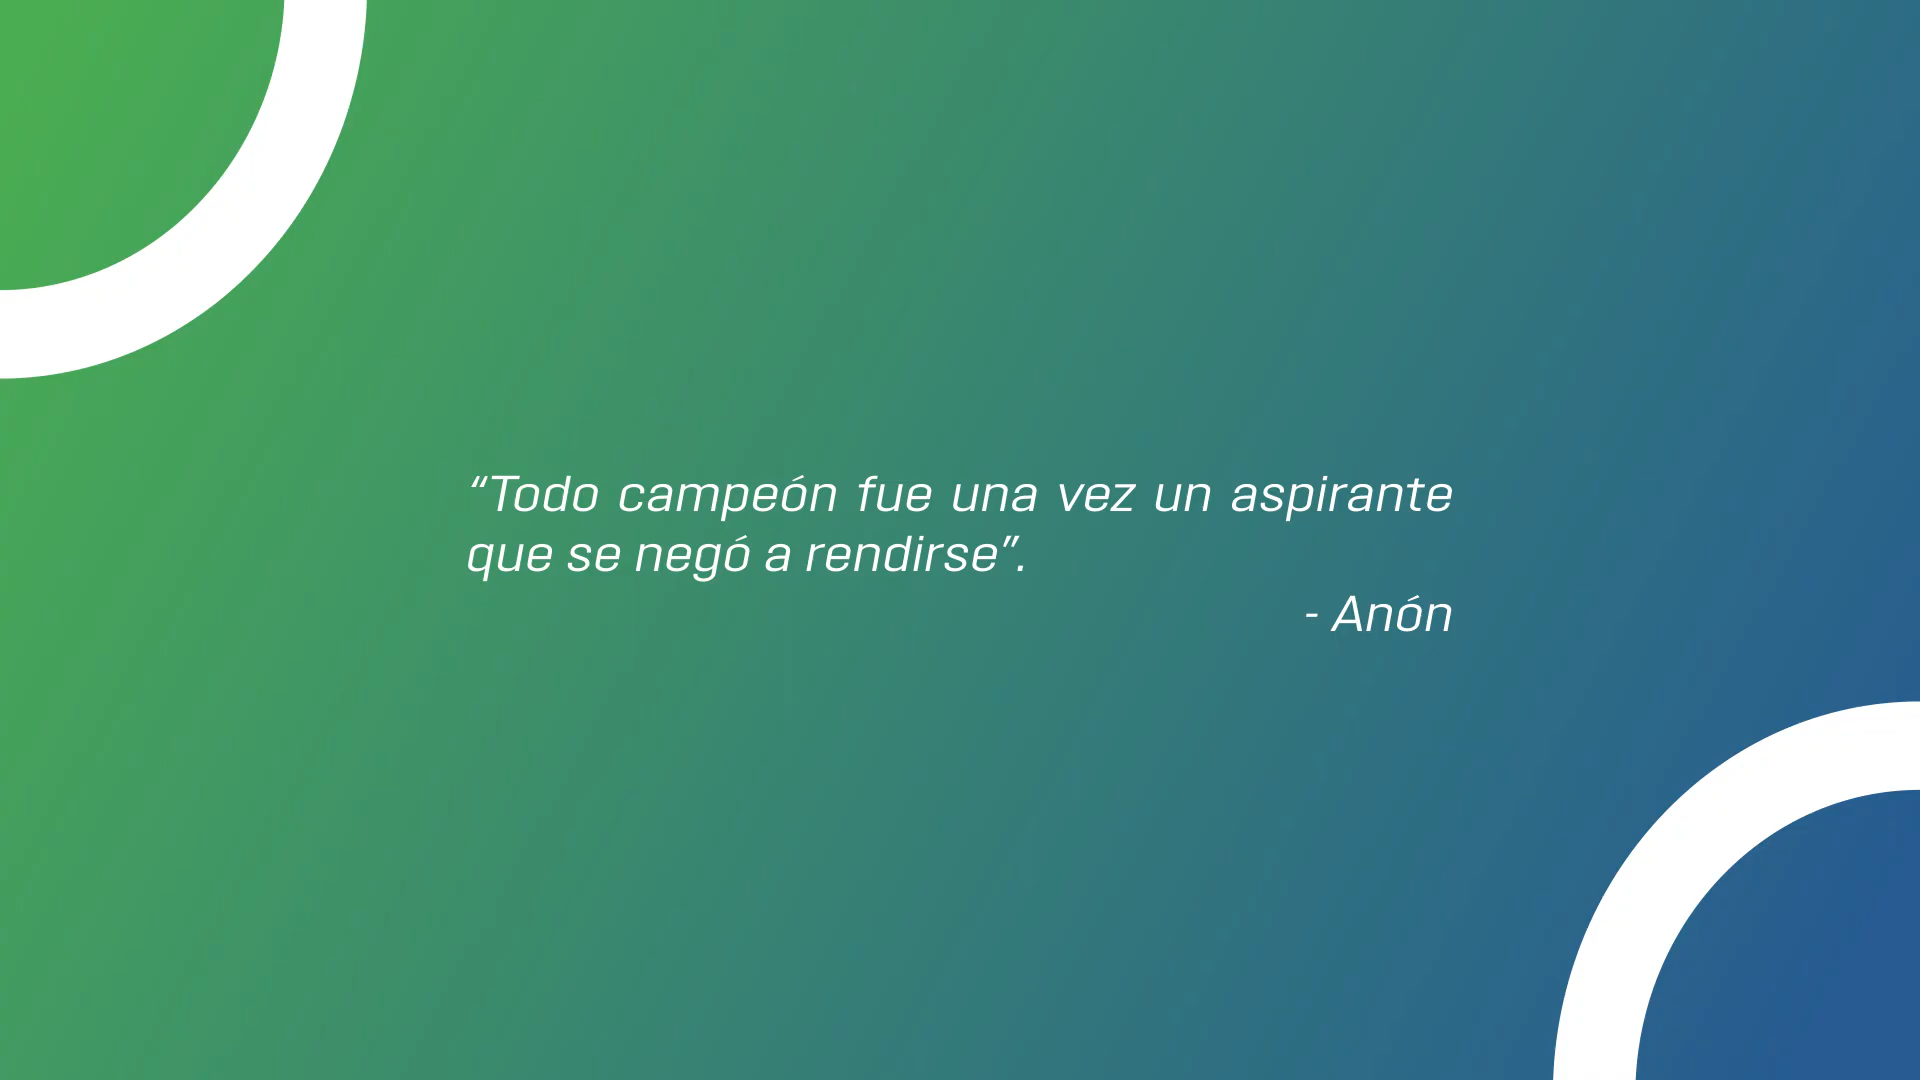 “Todo campeón fue una vez un aspirante
que se negó a rendirse”.
- Anón